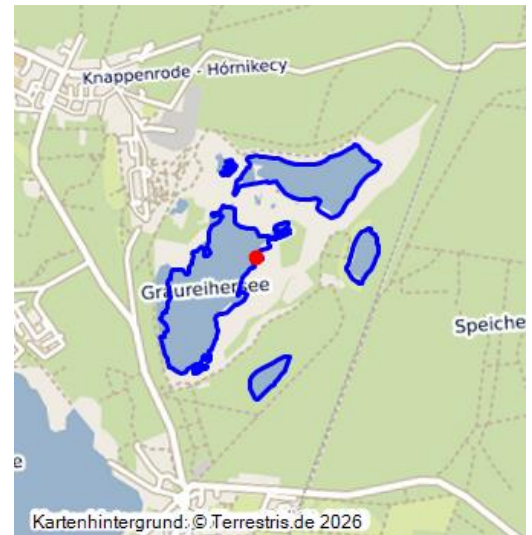 Knappenrode - Hórnikecy
Graureihersee
Speiche
e
Kartenhintergrund: © Terrestris.de 2026